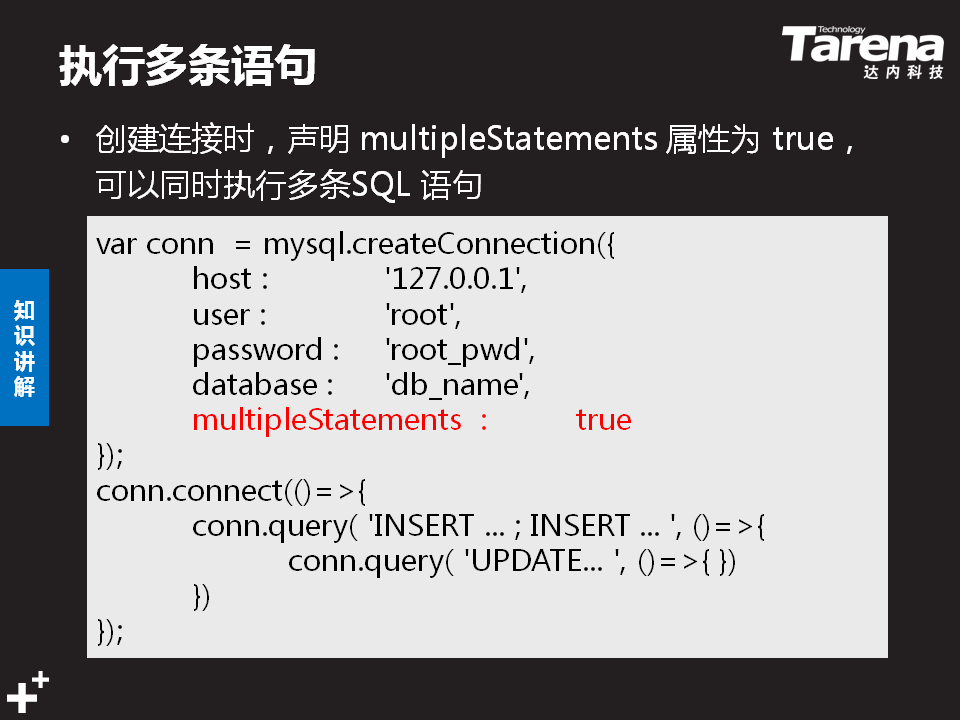 执行多条语句
Technology
Tarena
达内科技
• 创建连接时，声明 multipleStatements 属性为 true，
可以同时执行多条SQL 语句
var conn  = mysql.createConnection({
host :  '127.0.0.1',
user :  'root',
password :  'root_pwd',
database :  'db_name',
multipleStatements  :  true
});
conn.connect(()=>{
conn.query( 'INSERT ... ; INSERT ... ', ()=>{
conn.query( 'UPDATE... ', ()=>{ })
})
});
知
识
讲
解